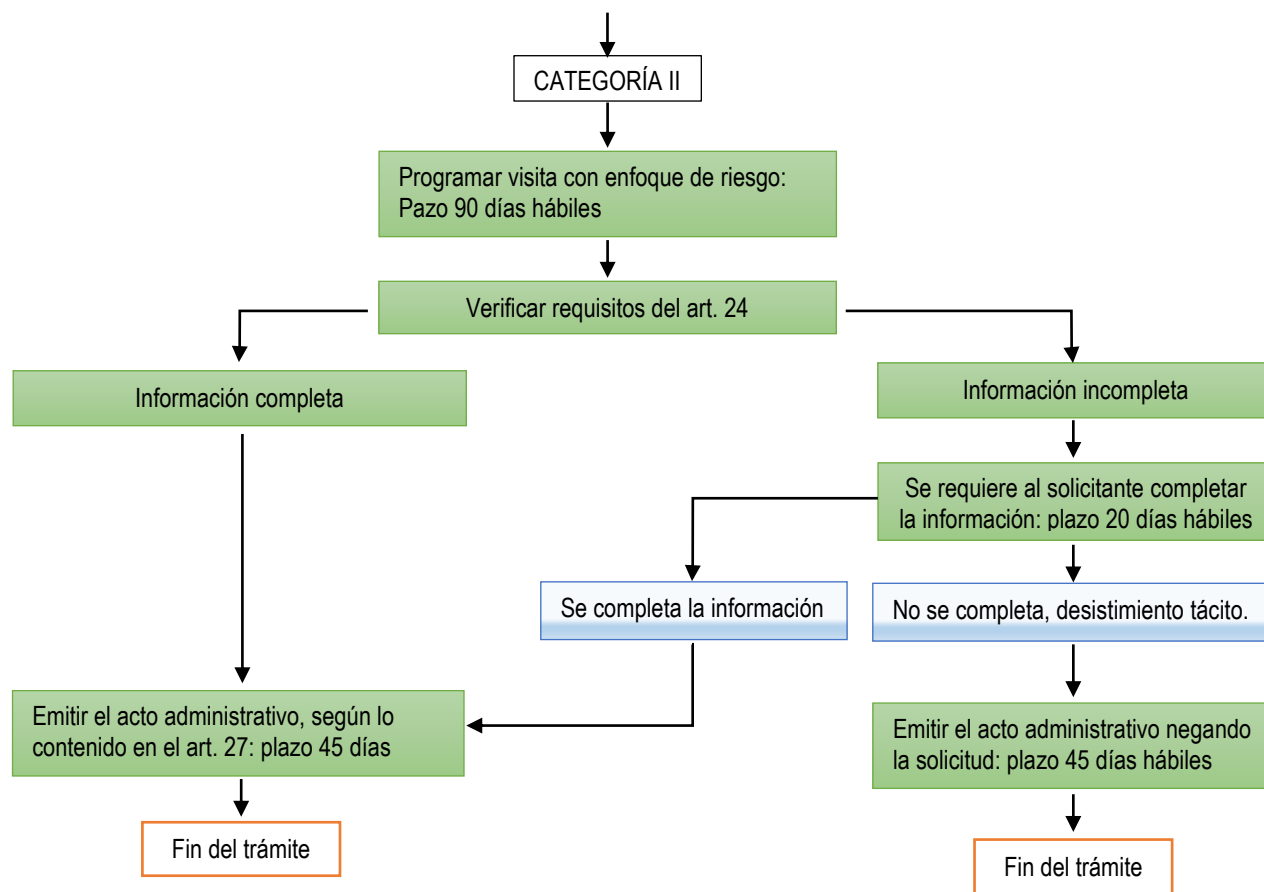 CATEGORÍA II
Programar visita con enfoque de riesgo:
Pazo 90 días hábiles
Verificar requisitos del art. 24
Información completa
Información incompleta
Se requiere al solicitante completar
la información: plazo 20 días hábiles
Se completa la información
No se completa, desistimiento tácito.
Emitir el acto administrativo, según lo
contenido en el art. 27: plazo 45 días
Emitir el acto administrativo negando
la solicitud: plazo 45 días hábiles
Fin del trámite
Fin del trámite